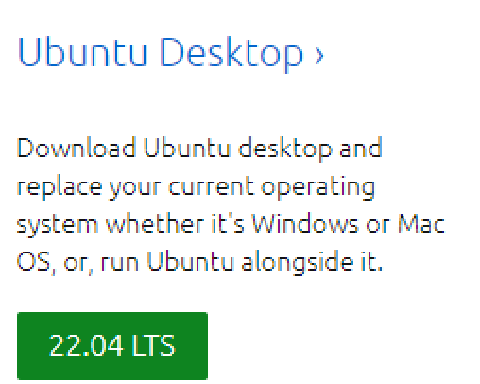 Ubuntu Desktop ›
Download Ubuntu desktop and
replace your current operating
system whether it's Windows or Mac
OS, or, run Ubuntu alongside it.
22.04 LTS